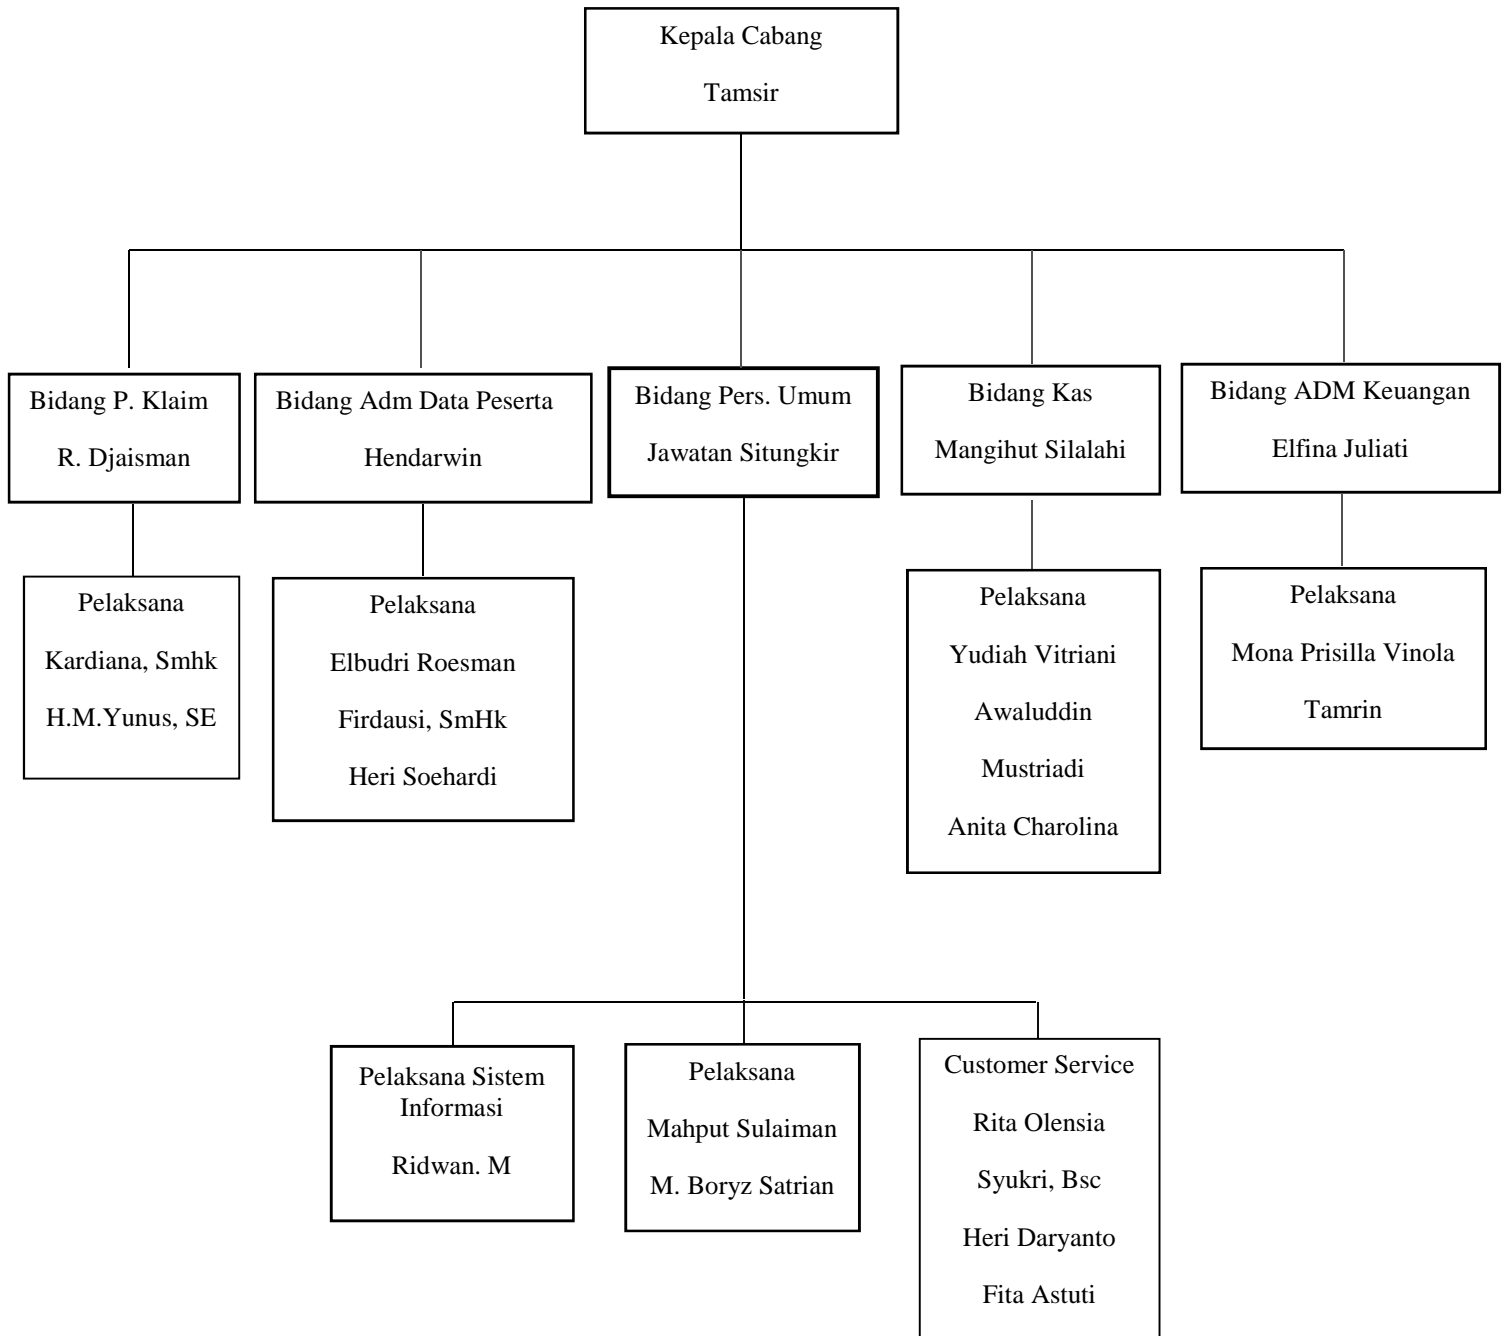 Kepala Cabang
Tamsir
Bidang P. Klaim
R. Djaisman
Bidang Adm Data Peserta
Hendarwin
Bidang Pers. Umum
Jawatan Situngkir
Bidang Kas
Mangihut Silalahi
Bidang ADM Keuangan
Elfina Juliati
Pelaksana
Kardiana, Smhk
H.M.Yunus, SE
Pelaksana
Elbudri Roesman
Firdausi, SmHk
Heri Soehardi
Pelaksana
Yudiah Vitriani
Awaluddin
Mustriadi
Anita Charolina
Pelaksana
Mona Prisilla Vinola
Tamrin
Pelaksana Sistem
Informasi
Ridwan. M
Pelaksana
Mahput Sulaiman
M. Boryz Satrian
Customer Service
Rita Olensia
Syukri, Bsc
Heri Daryanto
Fita Astuti